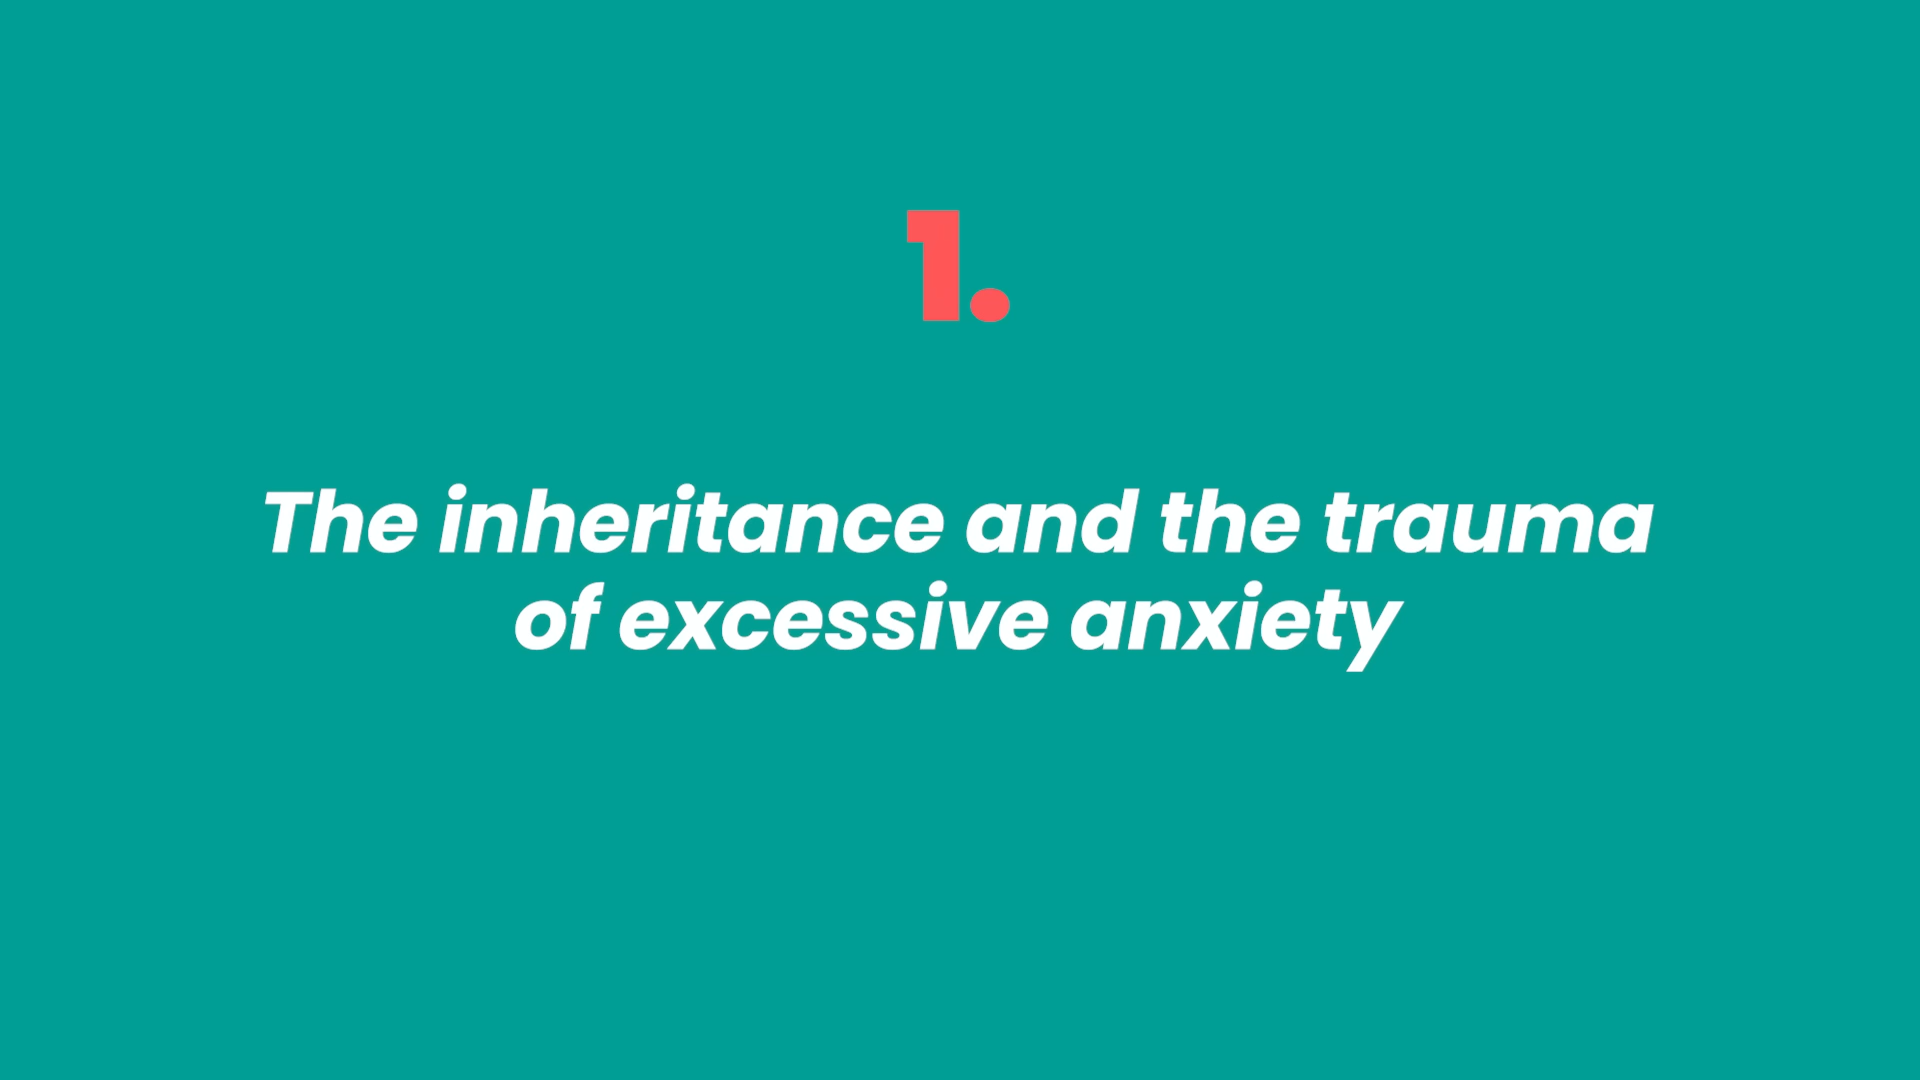 1.
The inheritance and the trauma
of excessive anxiety